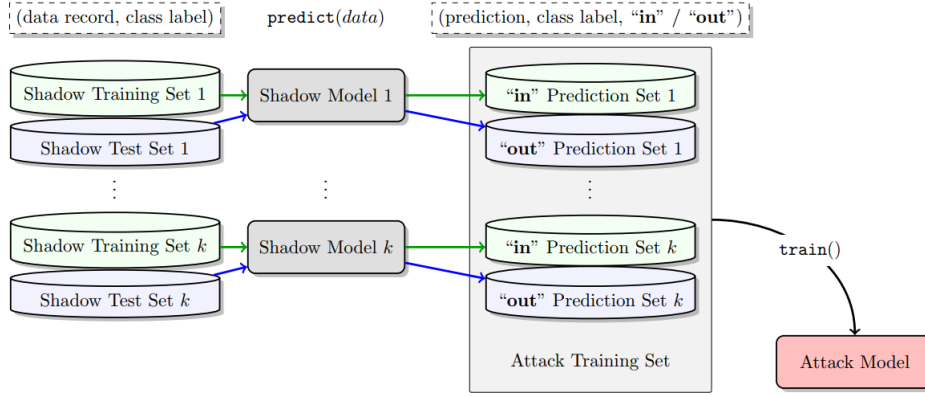 (data record, class label) predict(data) (prediction, class label, “in” / “out”)
Shadow Training Set 1 Shadow Model 1 “in” Prediction Set 1
Shadow Test Set 1 “out” Prediction Set 1
⋮ ⋮ ⋮
Shadow Training Set k Shadow Model k “in” Prediction Set k
train()
Shadow Test Set k “out” Prediction Set k
Attack Training Set Attack Model